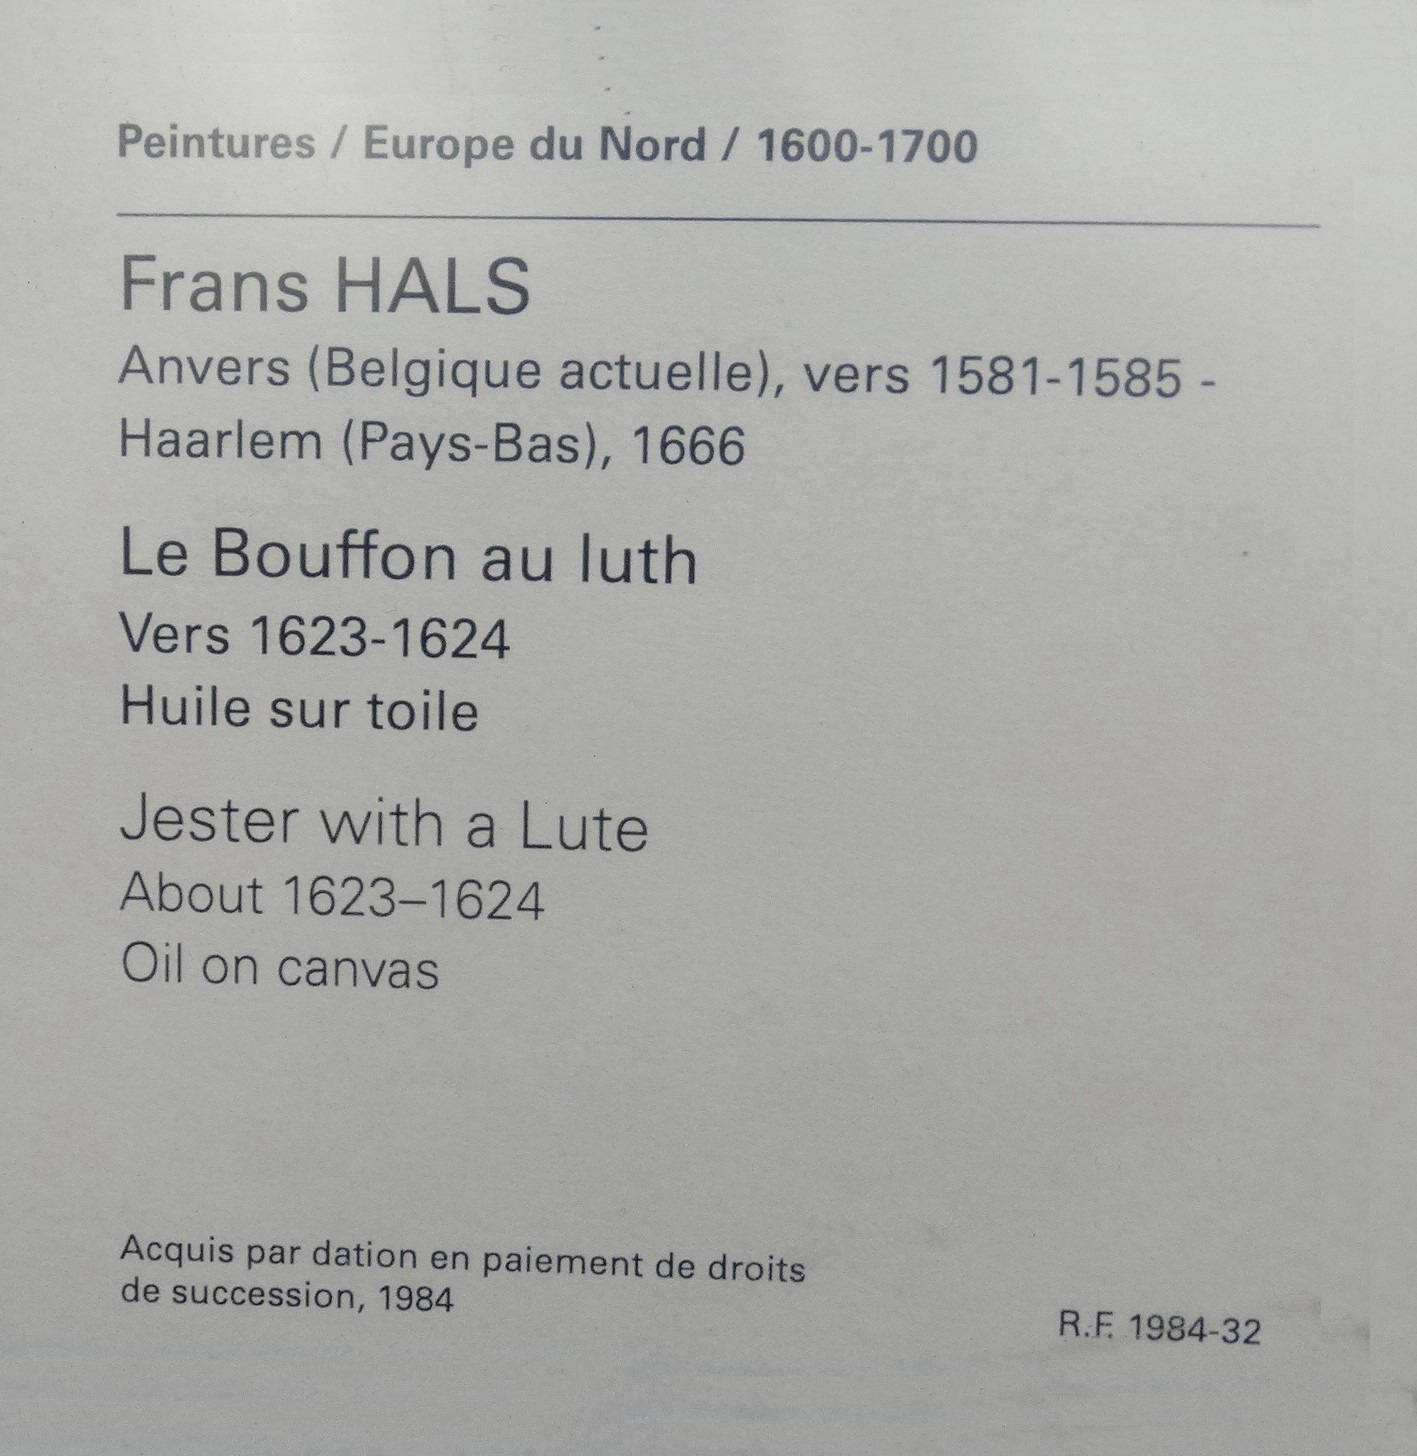 Peintures / Europe du Nord / 1600-1700
Frans HALS
Anvers (Belgique actuelle), vers 1581-1585 -
Haarlem (Pays-Bas), 1666
Le Bouffon au luth
Vers 1623-1624
Huile sur toile
Jester with a Lute
About 1623–1624
Oil on canvas
Acquis par dation en paiement de droits
de succession, 1984
R.F. 1984-32